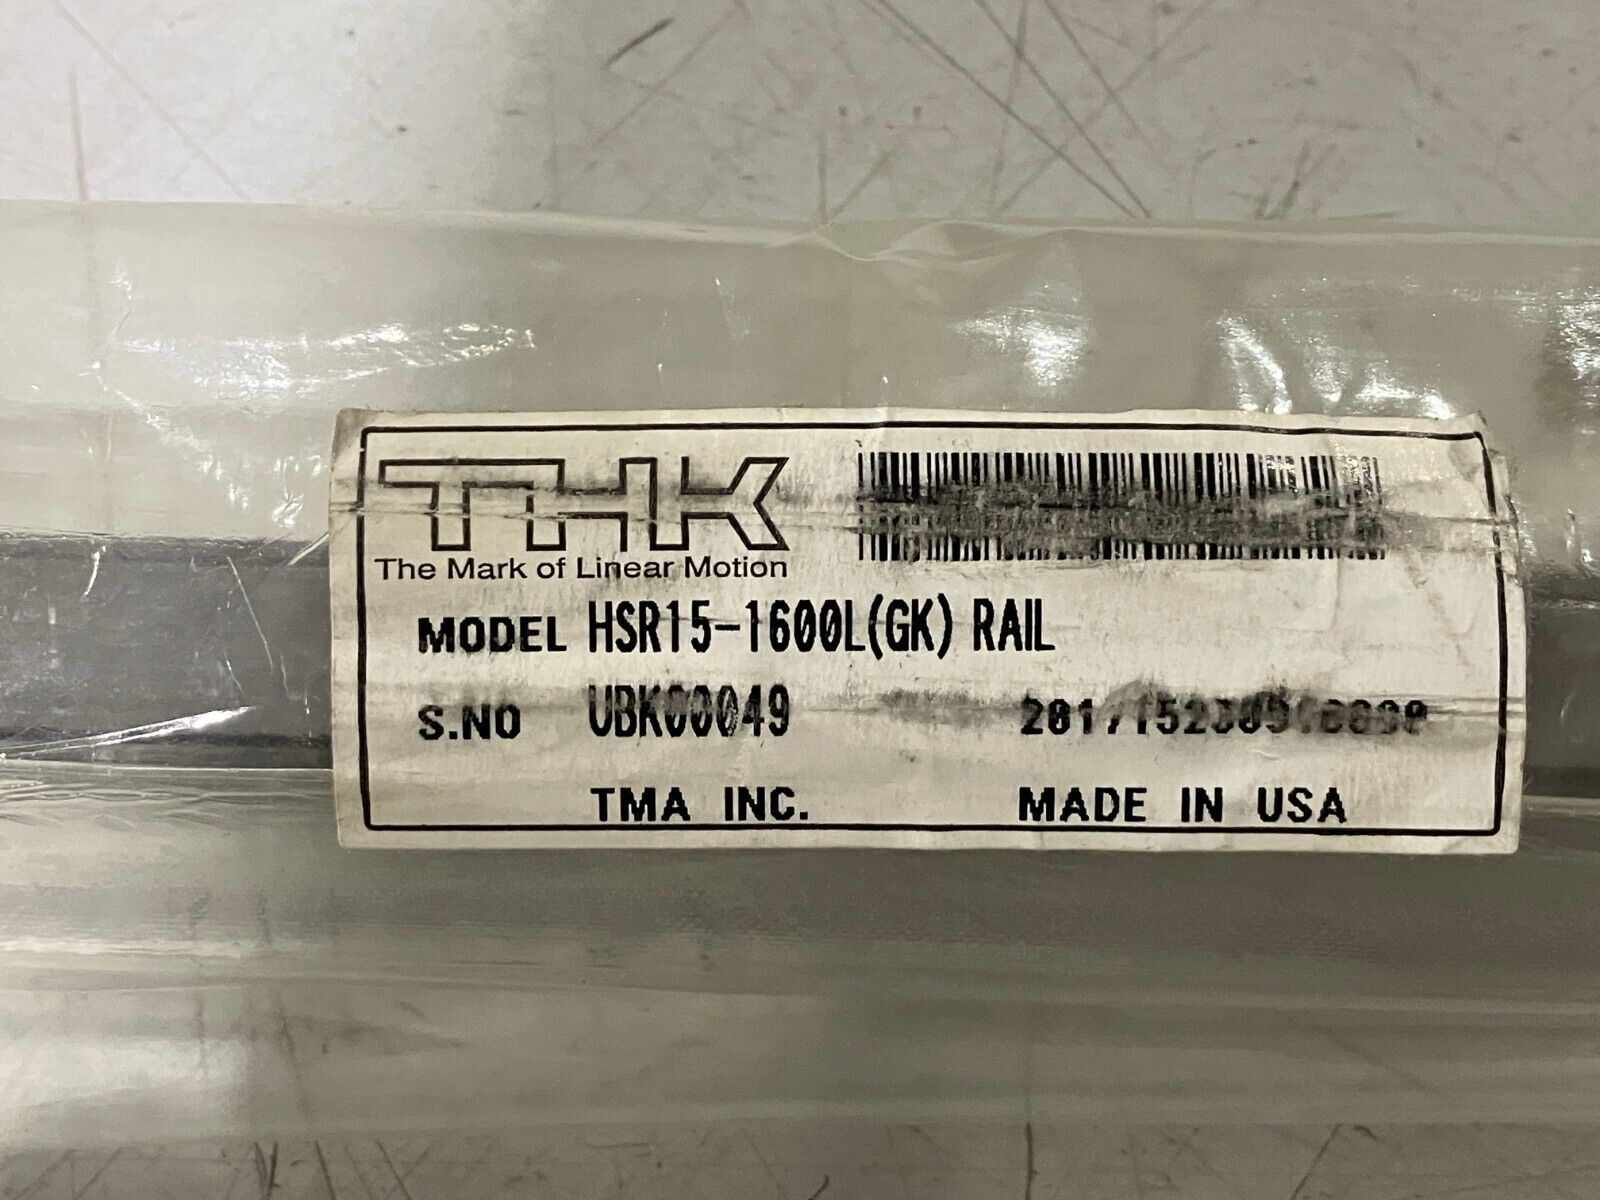 THK
The Mark of Linear Motion
MODEL HSR15-1600L(GK) RAIL
S.NO UBK00049
TMA INC. MADE IN USA